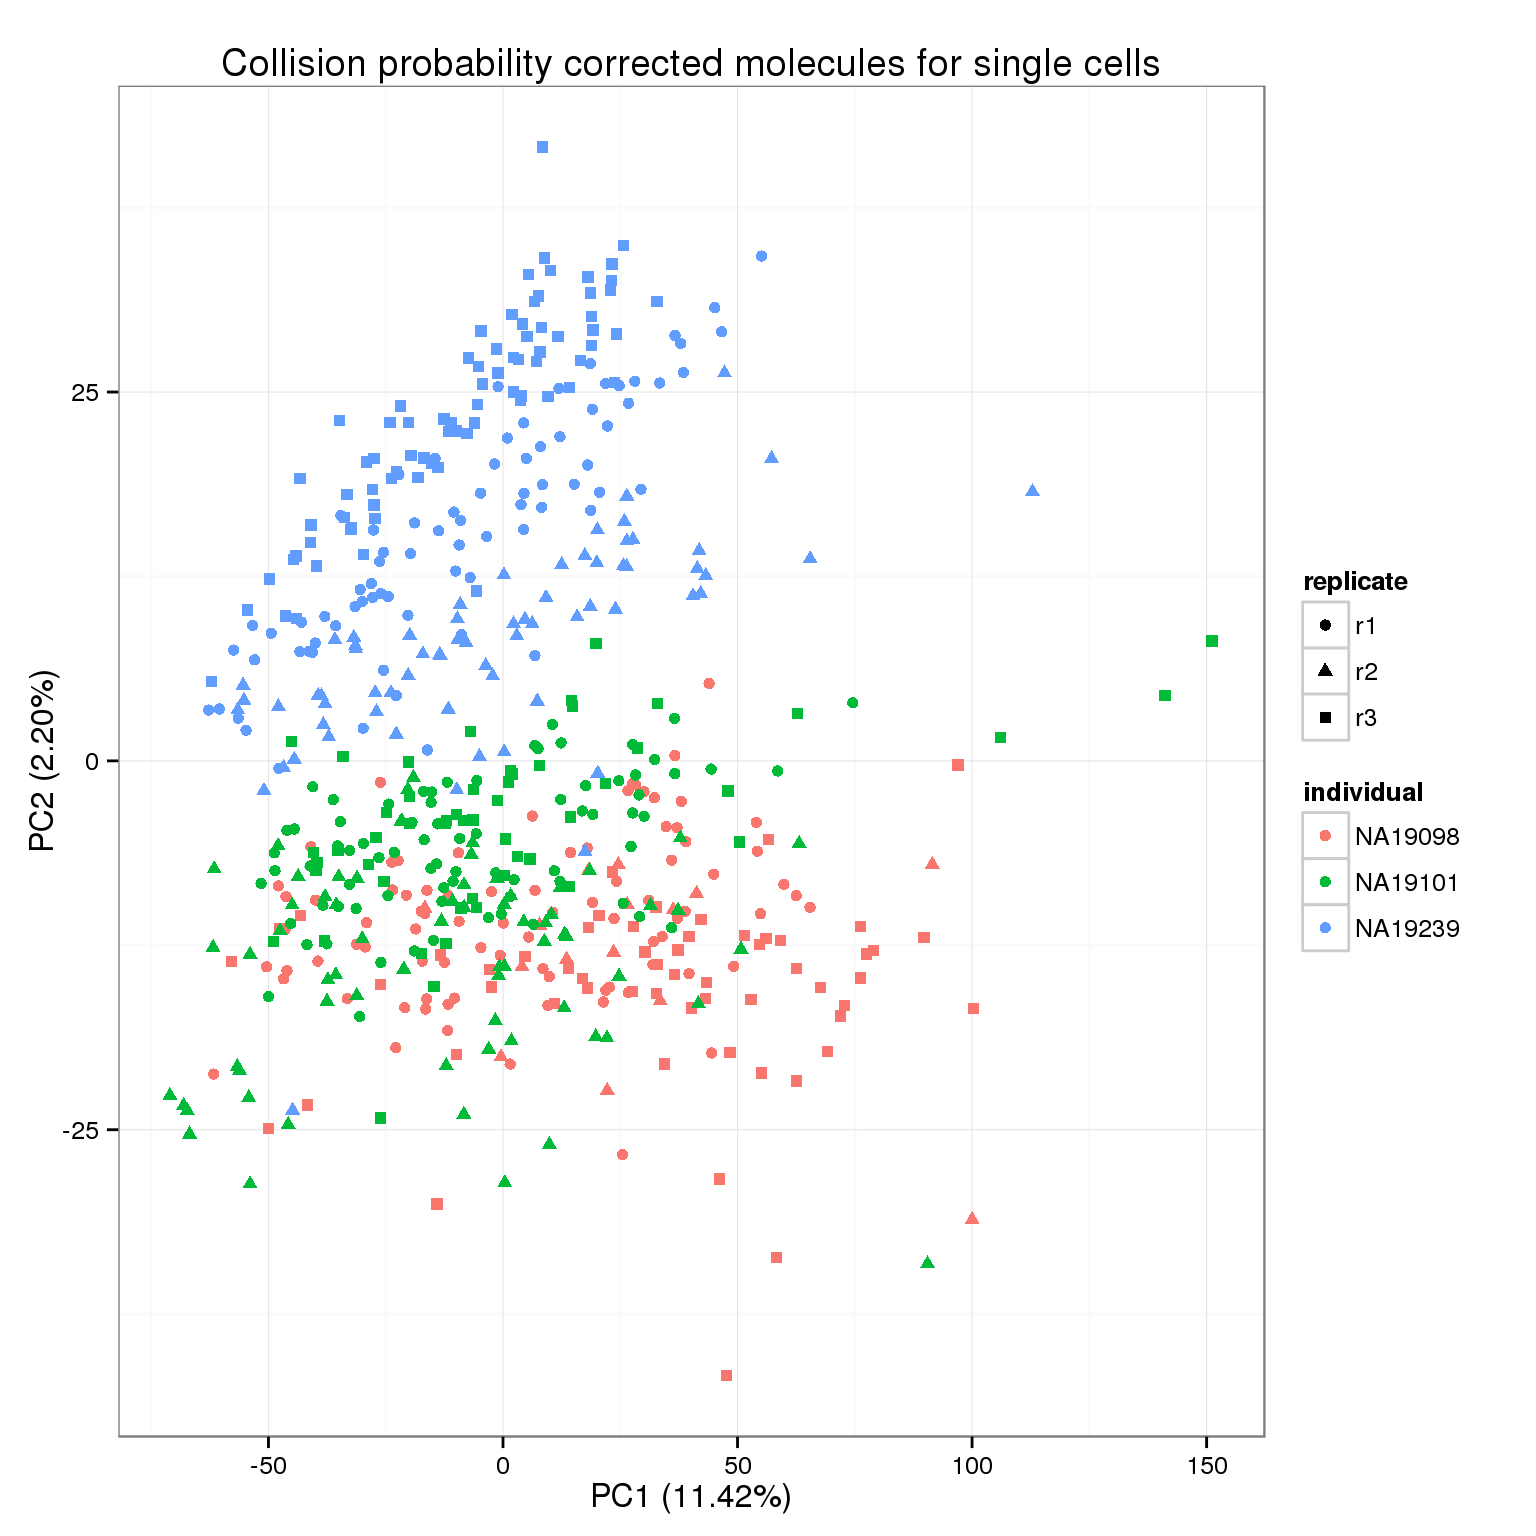 Collision probability corrected molecules for single cells
PC2 (2.20%)
25
0
-25
-50
0
50
100
150
PC1 (11.42%)
replicate
r1
r2
r3
individual
NA19098
NA19101
NA19239